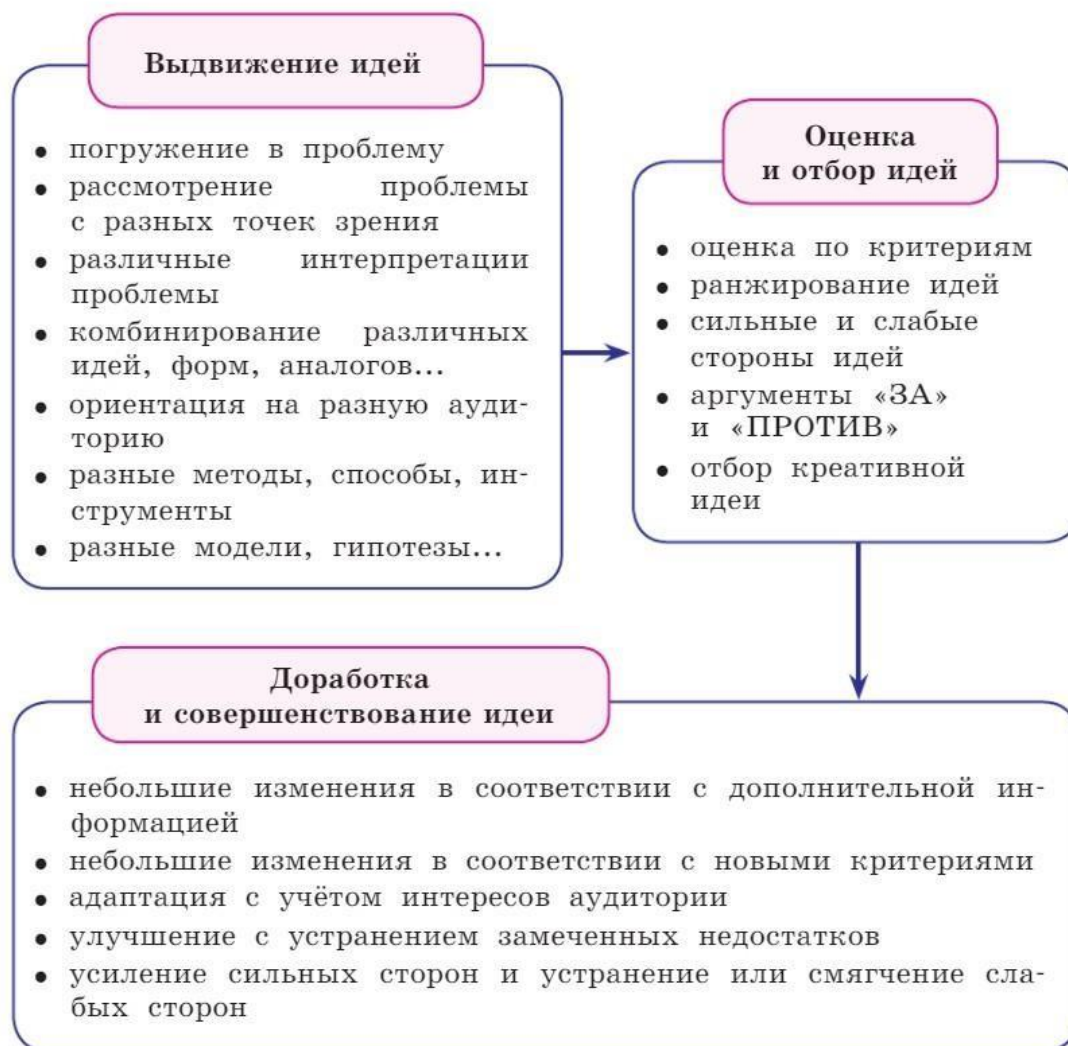 Выдвижение идей
• погружение в проблему
• рассмотрение проблемы
с разных точек зрения
• различные интерпретации
проблемы
• комбинирование различных
идей, форм, аналогов...
• ориентация на разную ауди-
торию
• разные методы, способы, ин-
струменты
• разные модели, гипотезы...
Оценка
и отбор идей
• оценка по критериям
• ранжирование идей
• сильные и слабые
стороны идей
• аргументы «ЗА»
и «ПРОТИВ»
• отбор креативной
идеи
Доработка
и совершенствование идеи
• небольшие изменения в соответствии с дополнительной ин-
формацией
• небольшие изменения в соответствии с новыми критериями
• адаптация с учётом интересов аудитории
• улучшение с устранением замеченных недостатков
• усиление сильных сторон и устранение или смягчение сла-
бых сторон